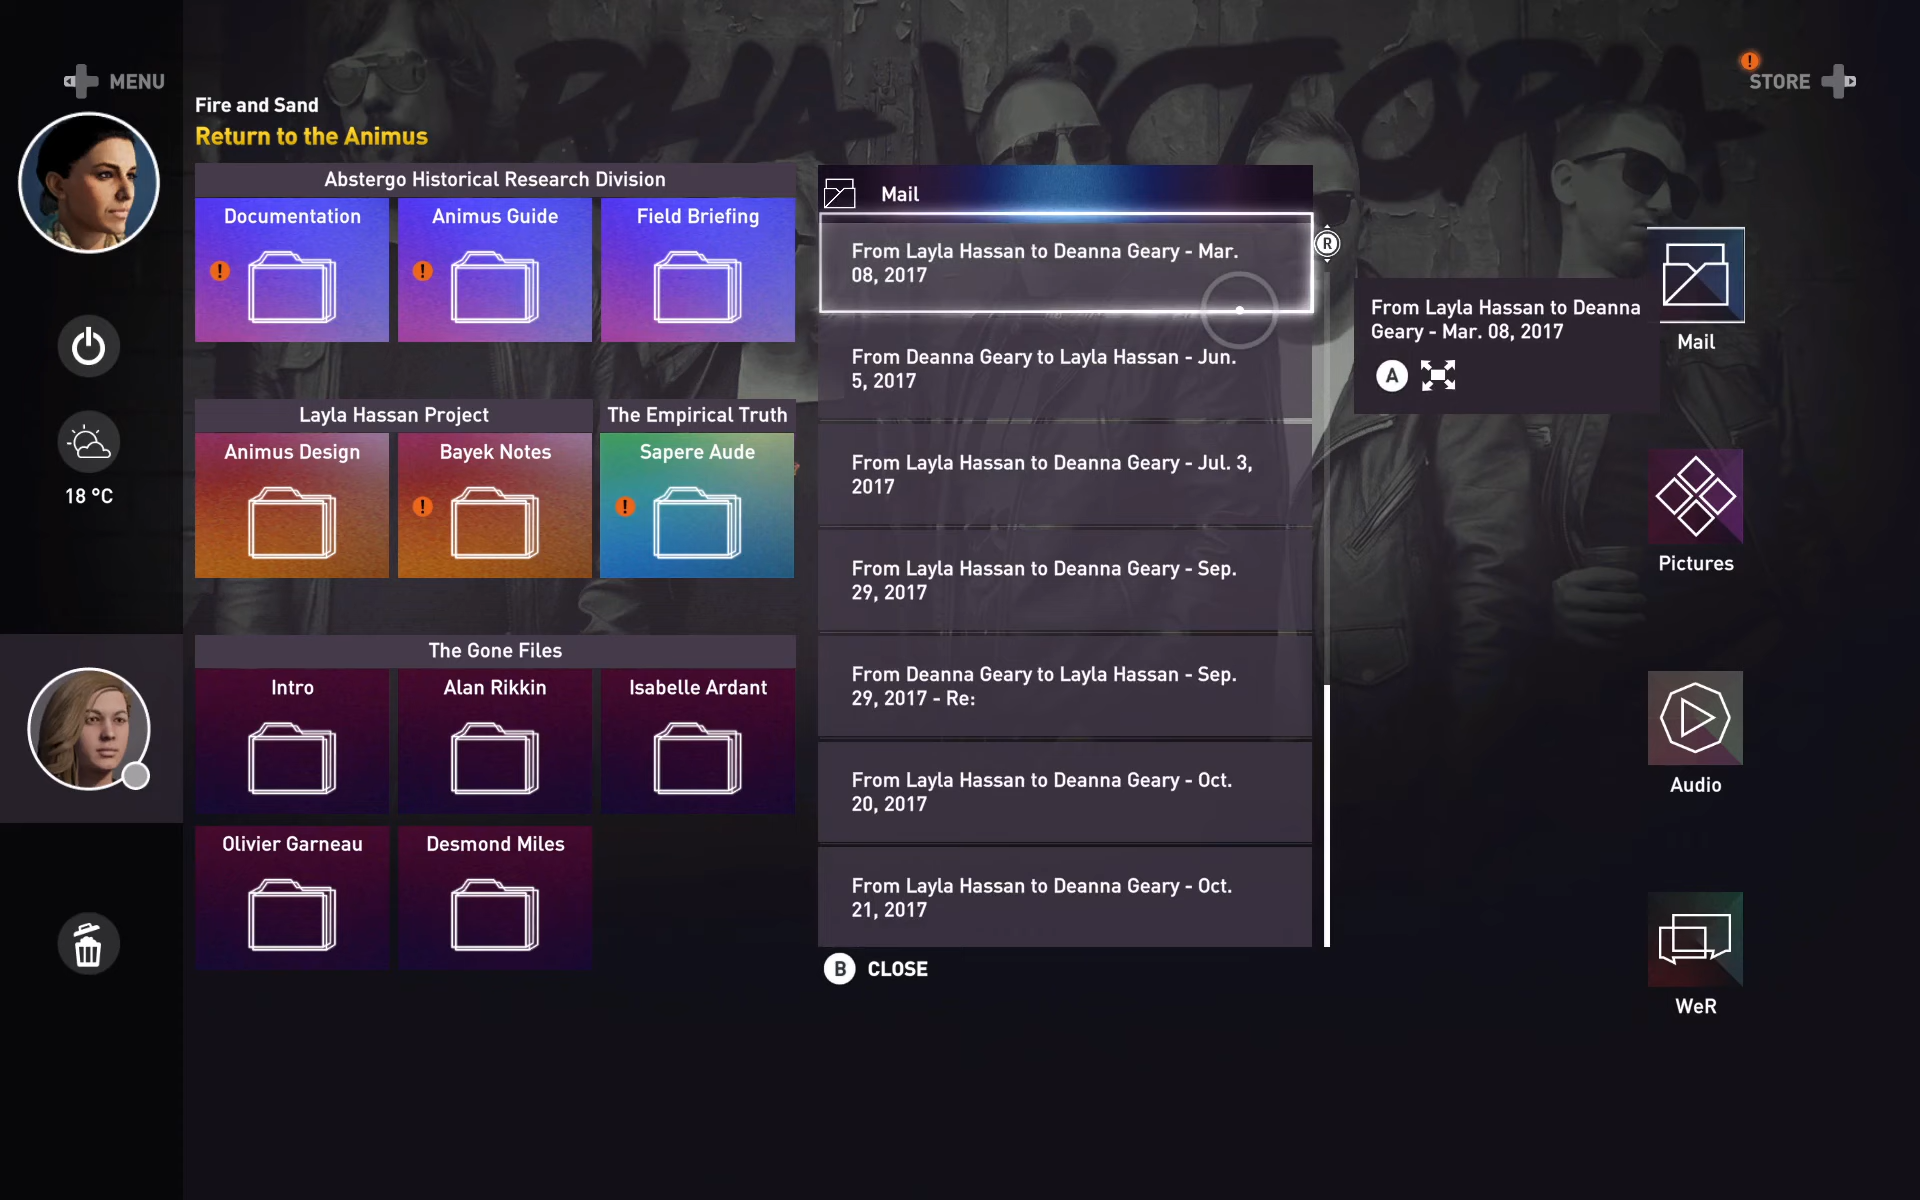 MENU
STORE
Fire and Sand
Return to the Animus
Abstergo Historical Research Division
Documentation
Animus Guide
Field Briefing
Layla Hassan Project
The Empirical Truth
Animus Design
Bayek Notes
Sapere Aude
18 °C
The Gone Files
Intro
Alan Rikkin
Isabelle Ardant
Olivier Garneau
Desmond Miles
Mail
From Layla Hassan to Deanna Geary - Mar.
08, 2017
From Deanna Geary to Layla Hassan - Jun.
5, 2017
From Layla Hassan to Deanna Geary - Jul. 3,
2017
From Layla Hassan to Deanna Geary - Sep.
29, 2017
From Deanna Geary to Layla Hassan - Sep.
29, 2017 - Re:
From Layla Hassan to Deanna Geary - Oct.
20, 2017
From Layla Hassan to Deanna Geary - Oct.
21, 2017
B CLOSE
R
From Layla Hassan to Deanna
Geary - Mar. 08, 2017
A
Mail
Pictures
Audio
WeR